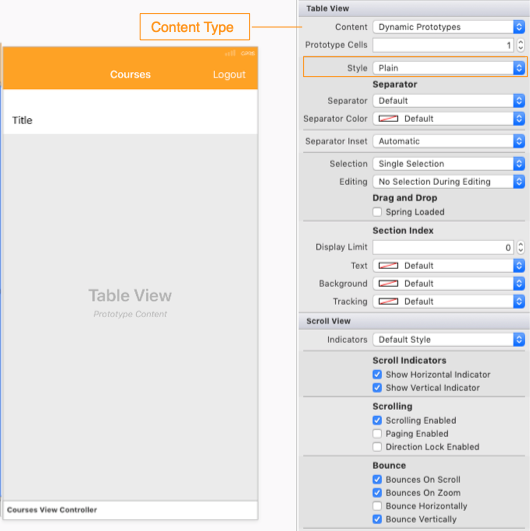 Content Type
Courses
Logout
Title
Table View
Prototype Content
Courses View Controller
Table View
Content Dynamic Prototypes
Prototype Cells 1
Style Plain
Separator
Separator Default
Separator Color Default
Separator Inset Automatic
Selection Single Selection
Editing No Selection During Editing
Drag and Drop
Spring Loaded
Section Index
Display Limit 0
Text Default
Background Default
Tracking Default
Scroll View
Indicators Default Style
Scroll Indicators
Show Horizontal Indicator
Show Vertical Indicator
Scrolling
Scrolling Enabled
Paging Enabled
Direction Lock Enabled
Bounce
Bounces On Scroll
Bounces On Zoom
Bounce Horizontally
Bounce Vertically